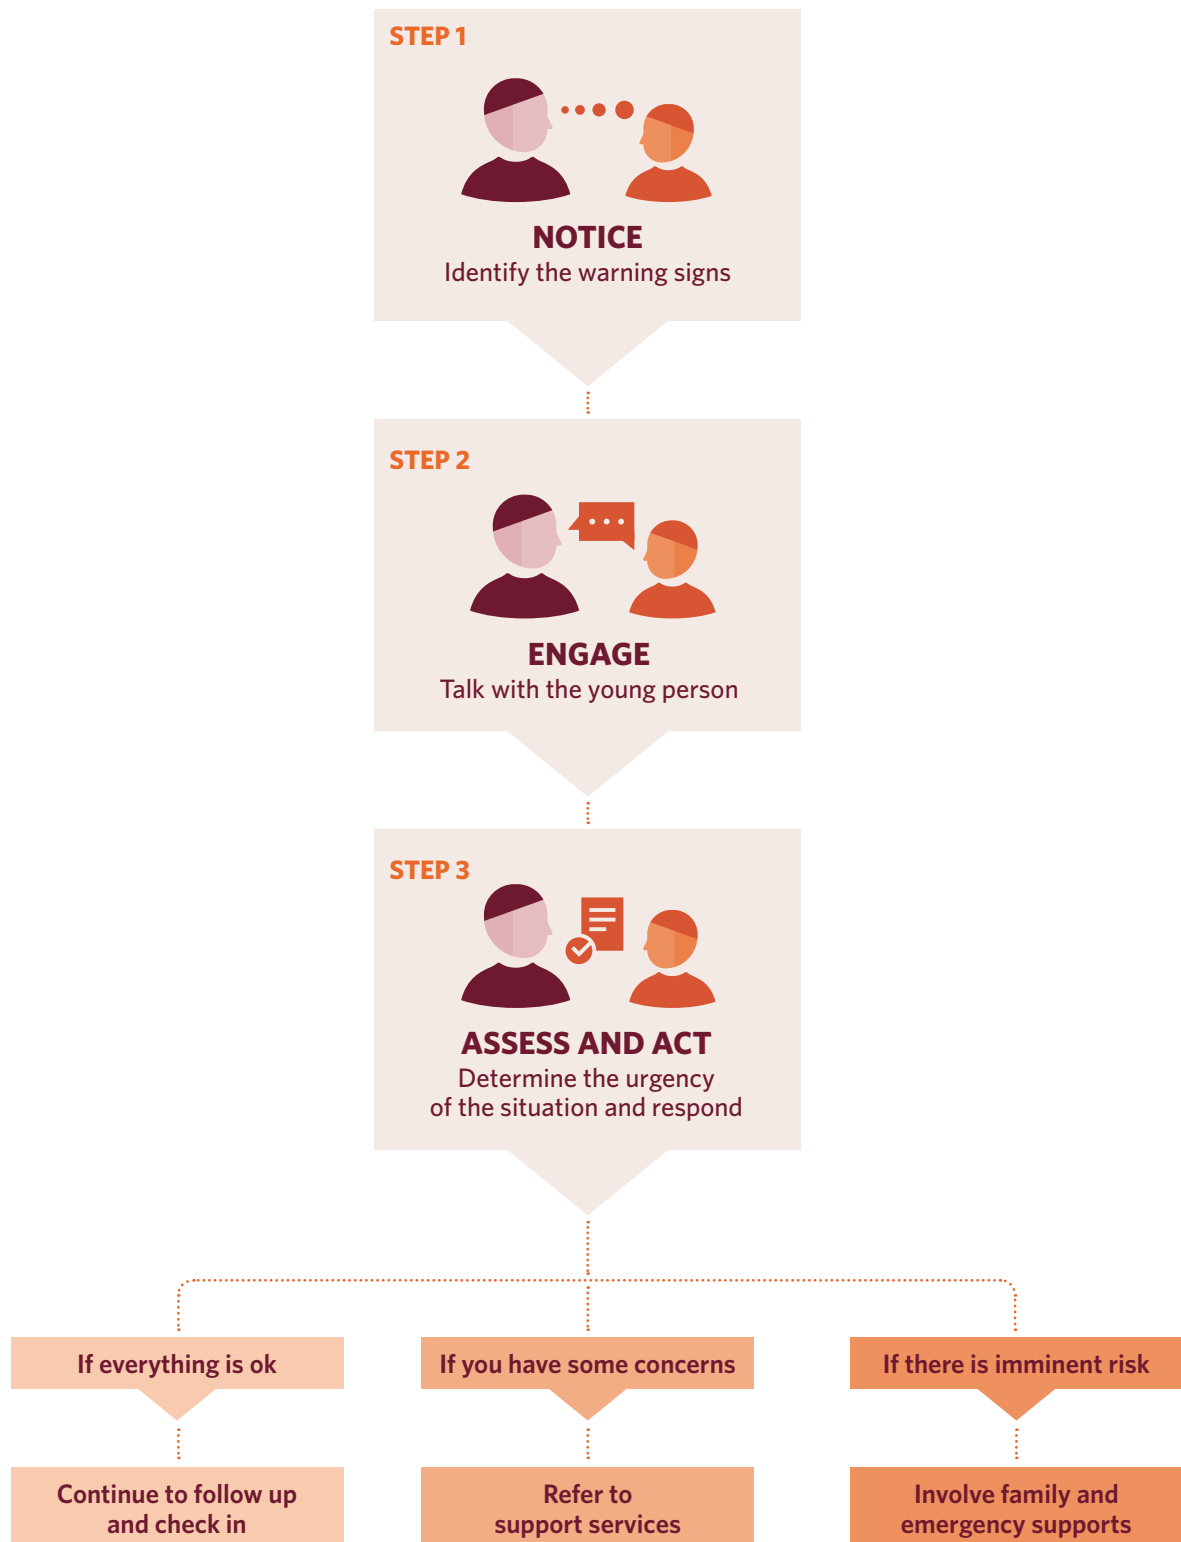 STEP 1
NOTICE
Identify the warning signs
STEP 2
ENGAGE
Talk with the young person
STEP 3
ASSESS AND ACT
Determine the urgency
of the situation and respond
If everything is ok
If you have some concerns
If there is imminent risk
Continue to follow up
and check in
Refer to
support services
Involve family and
emergency supports